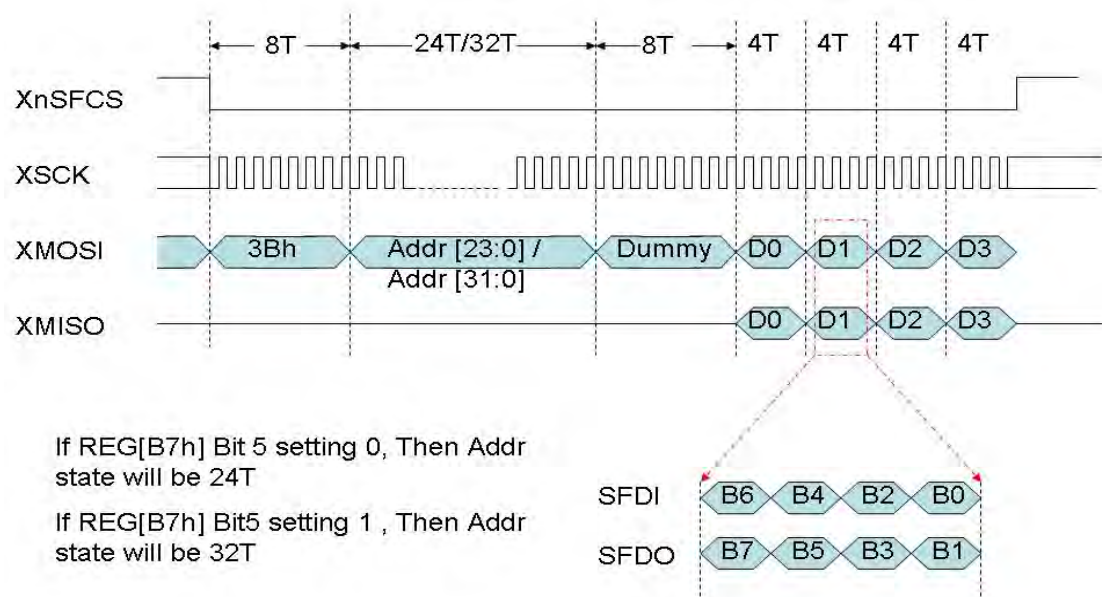 8T 24T/32T 8T 4T 4T 4T 4T
XnSFCS
XSCK
XMOSI 3Bh Addr [23:0] / Dummy D0 D1 D2 D3
Addr [31:0]
XMISO D0 D1 D2 D3
If REG[B7h] Bit 5 setting 0, Then Addr
state will be 24T
If REG[B7h] Bit5 setting 1 , Then Addr
state will be 32T
SFDI B6 B4 B2 B0
SFDO B7 B5 B3 B1